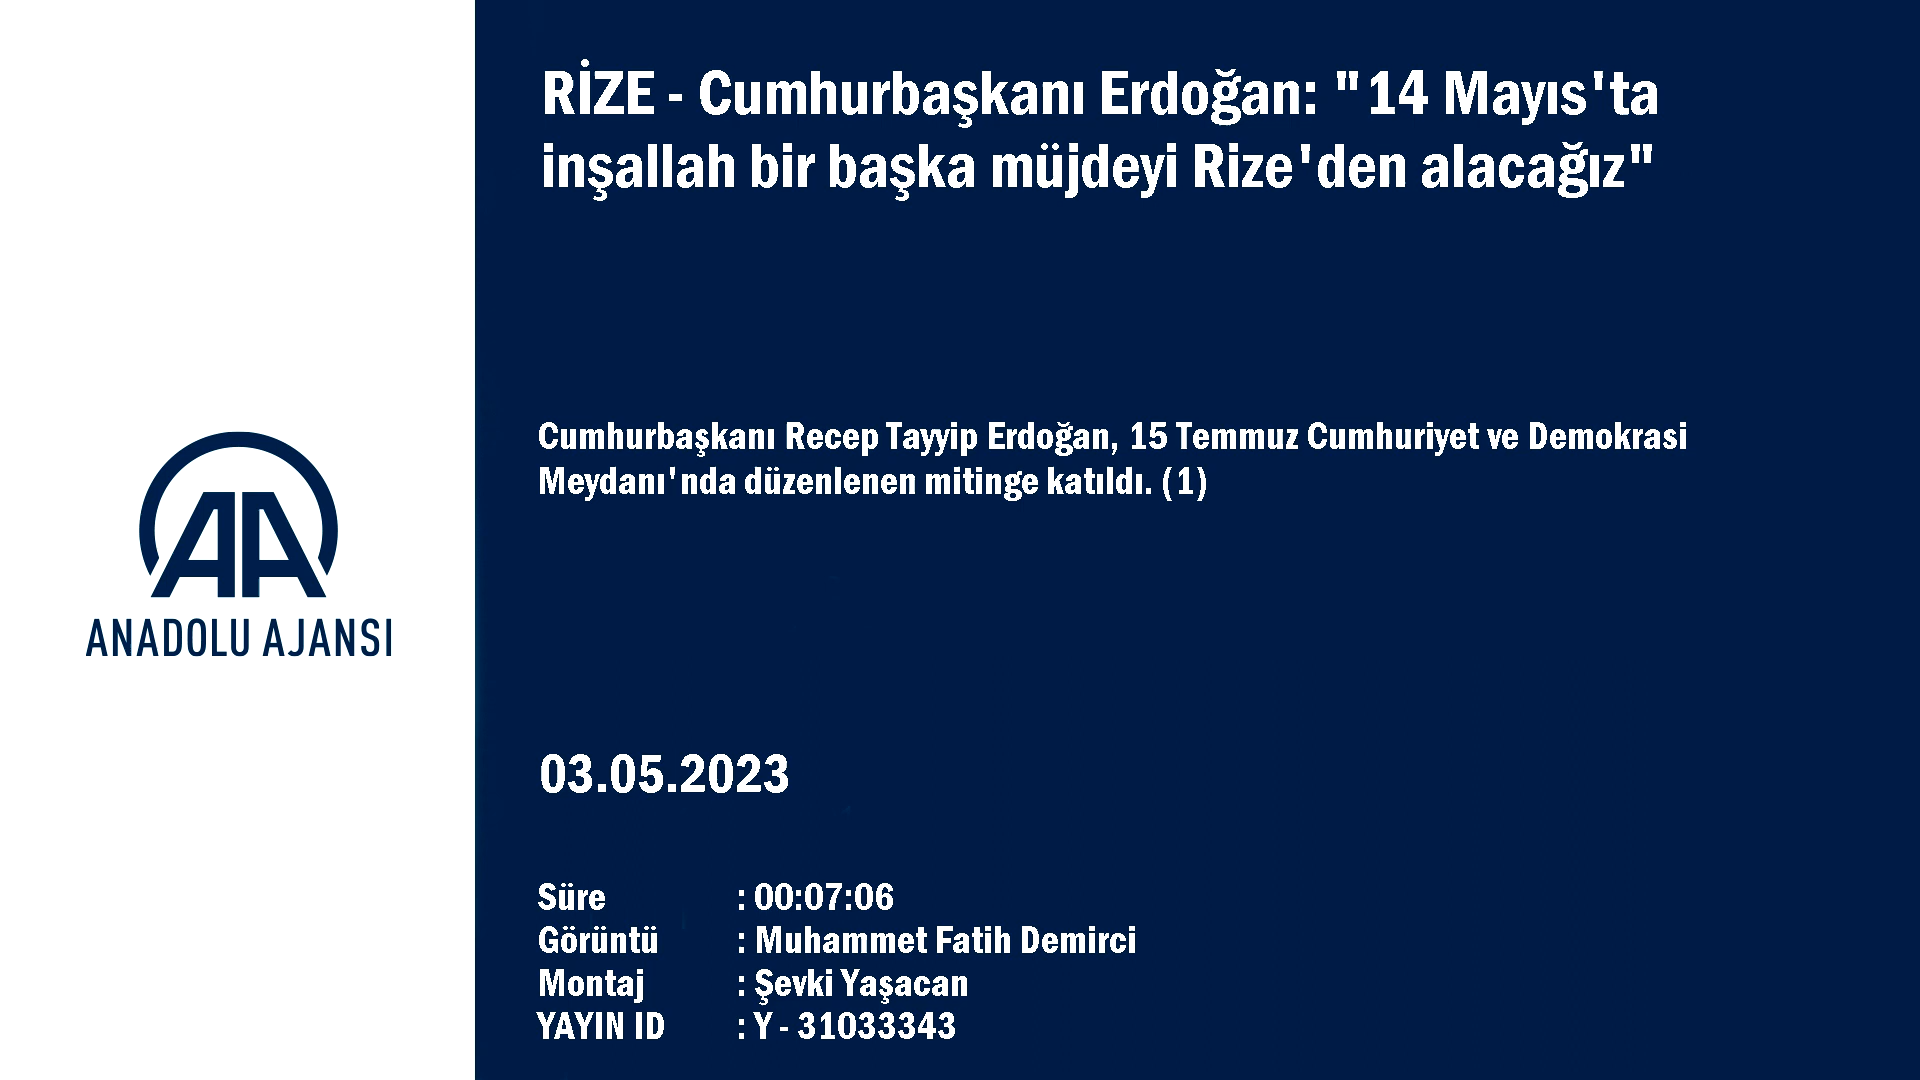 RİZE - Cumhurbaşkanı Erdoğan: "14 Mayıs'ta
inşallah bir başka müjdeyi Rize'den alacağız"
Cumhurbaşkanı Recep Tayyip Erdoğan, 15 Temmuz Cumhuriyet ve Demokrasi
Meydanı'nda düzenlenen mitinge katıldı. (1)
AA
ANADOLU AJANSI
03.05.2023
Süre : 00:07:06
Görüntü : Muhammet Fatih Demirci
Montaj : Şevki Yaşacan
YAYIN ID : Y - 31033343